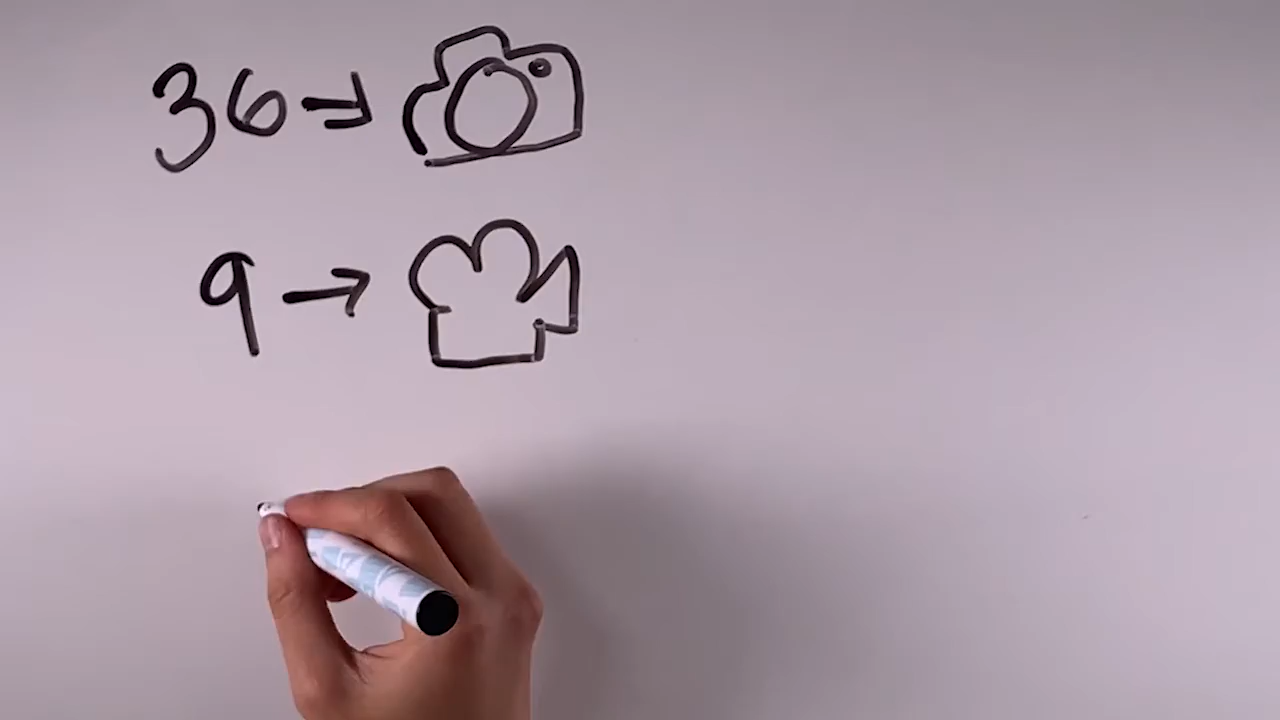 36 →
9 →